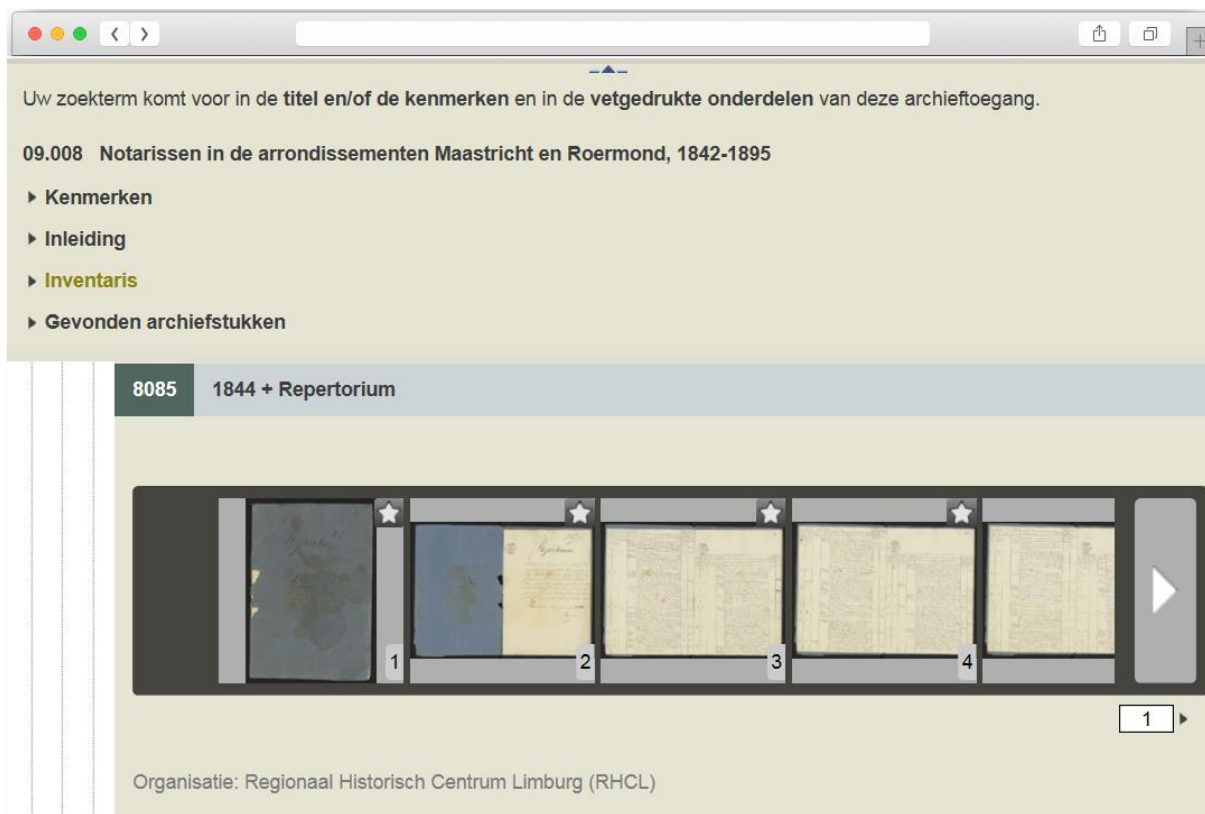 Uw zoekterm komt voor in de titel en/of de kenmerken en in de vetgedrukte onderdelen van deze archieftoegang.
09.008 Notarissen in de arrondissementen Maastricht en Roermond, 1842-1895
Kenmerken
Inleiding
Inventaris
Gevonden archiefstukken
8085 1844 + Repertorium
1 2 3 4
1
Organisatie: Regionaal Historisch Centrum Limburg (RHCL)